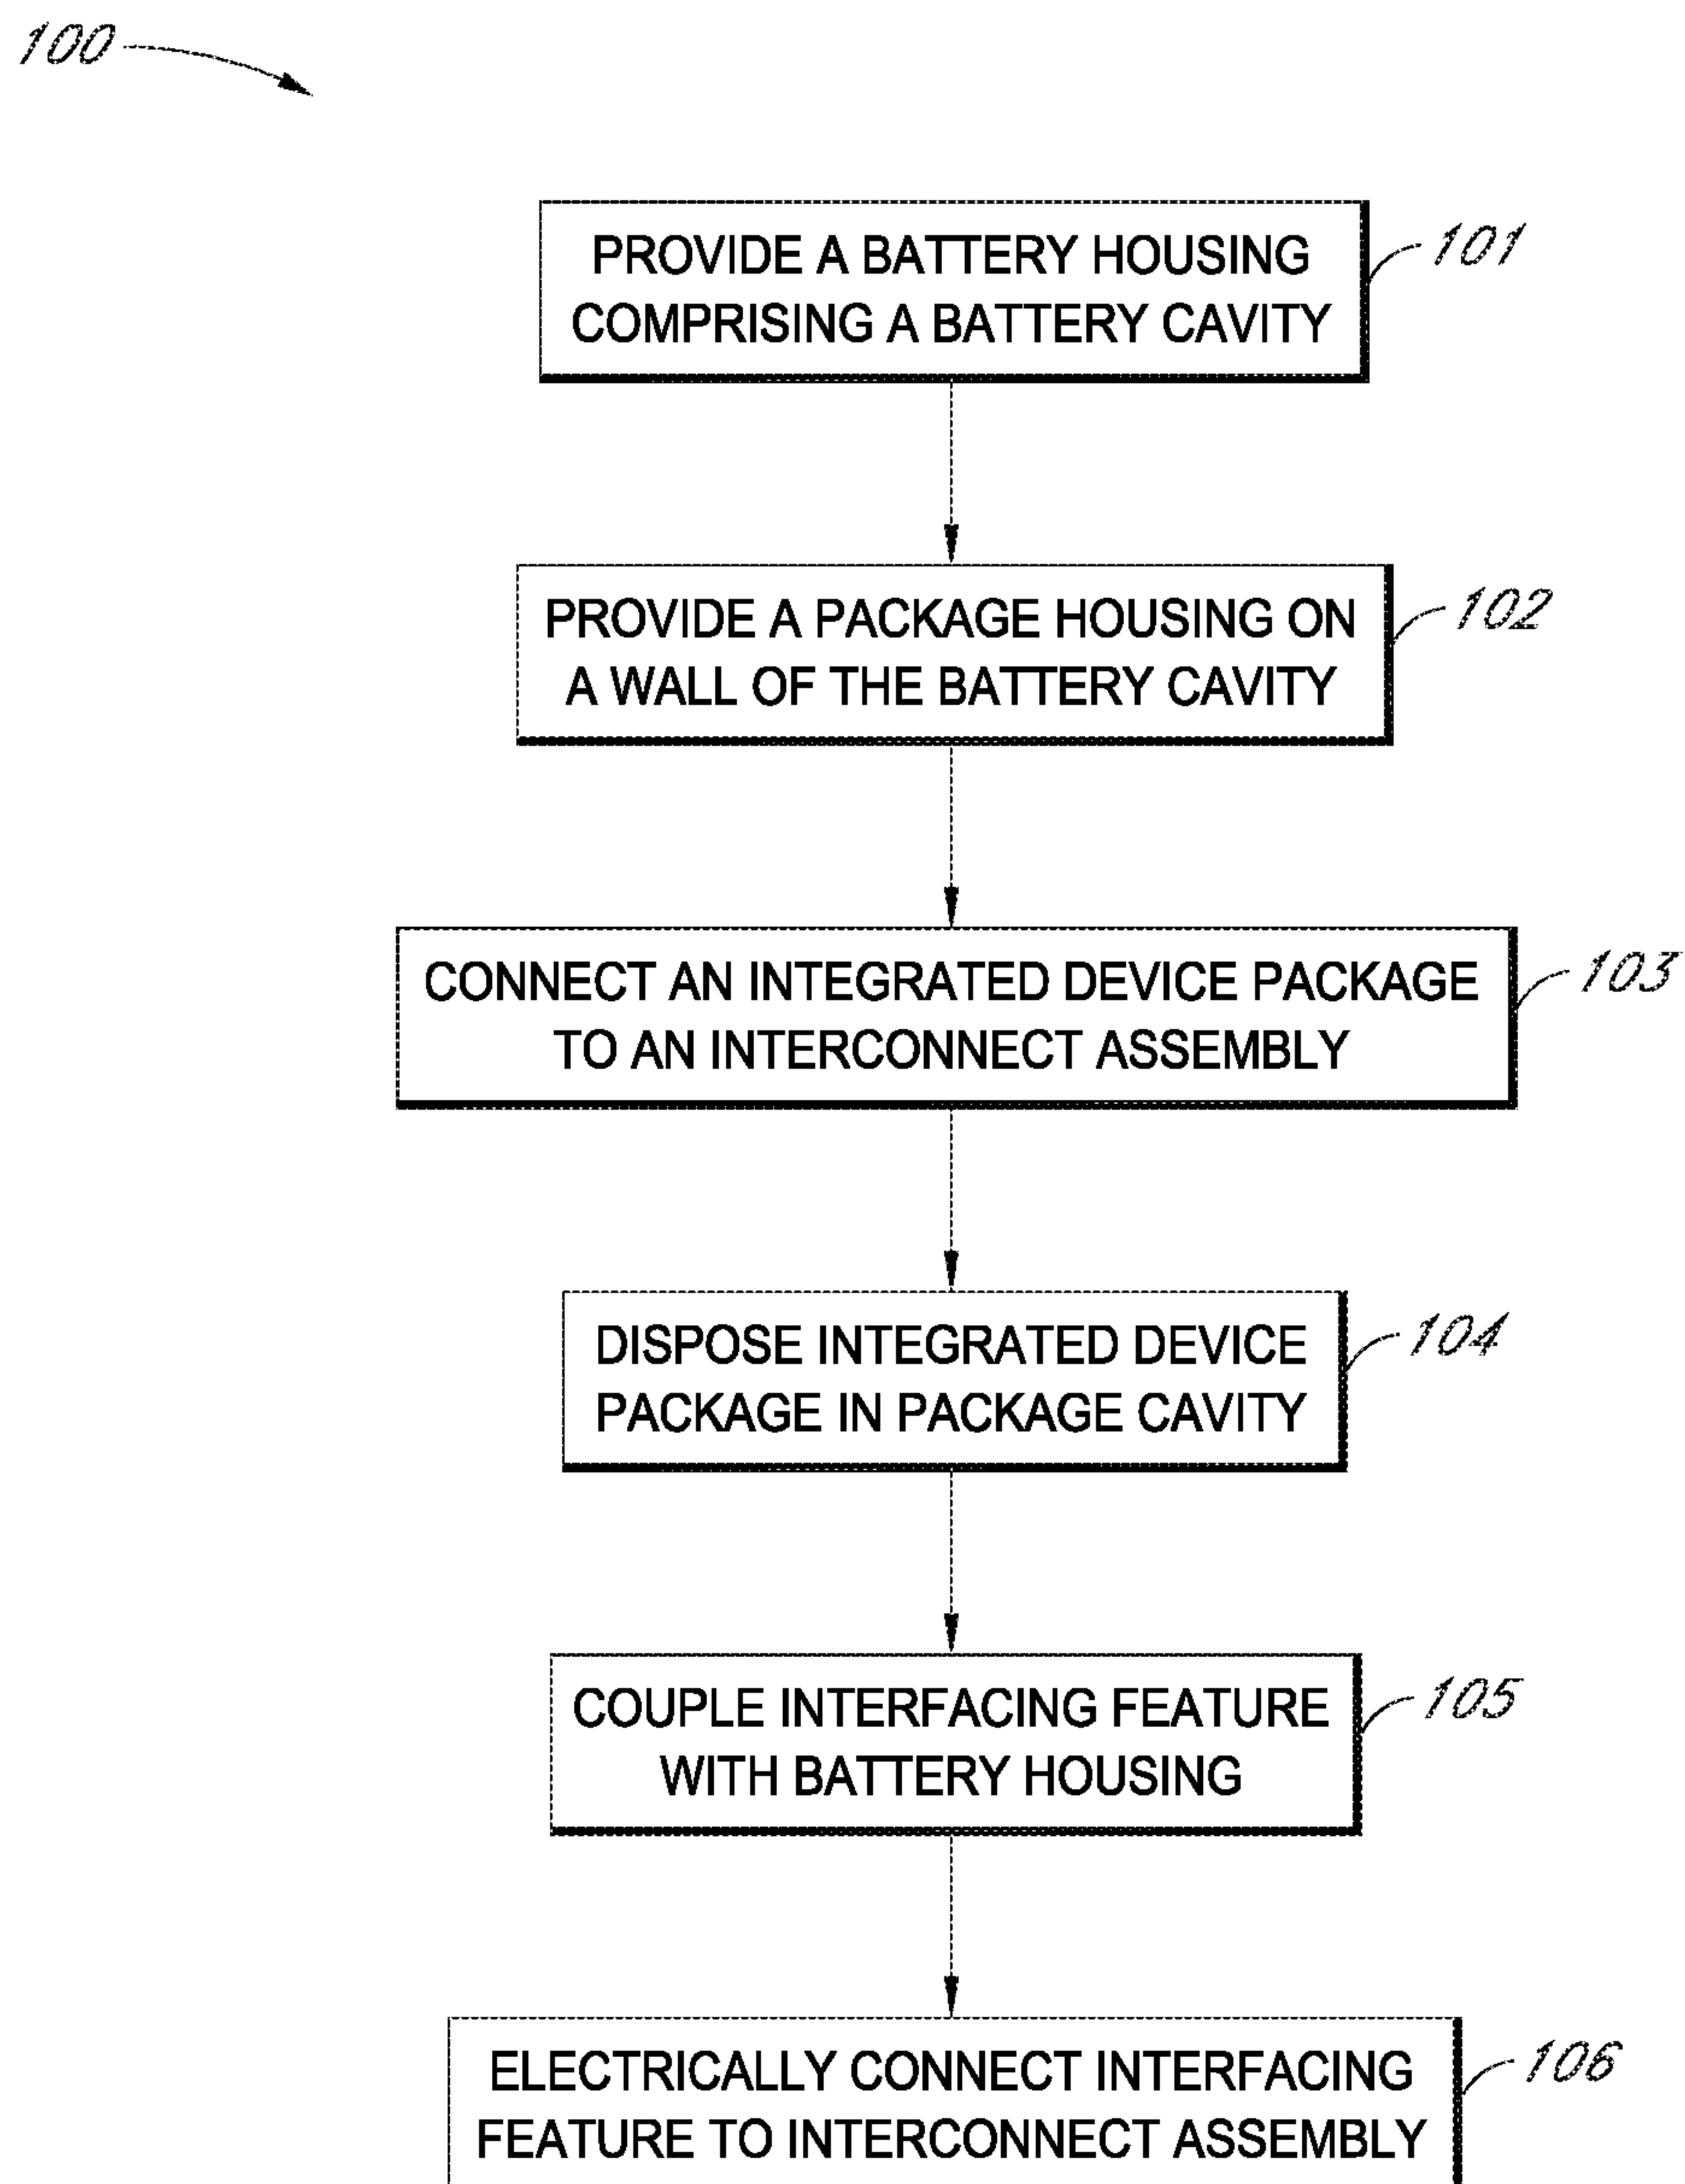 100
PROVIDE A BATTERY HOUSING
COMPRISING A BATTERY CAVITY
101
PROVIDE A PACKAGE HOUSING ON
A WALL OF THE BATTERY CAVITY
102
CONNECT AN INTEGRATED DEVICE PACKAGE
TO AN INTERCONNECT ASSEMBLY
103
DISPOSE INTEGRATED DEVICE
PACKAGE IN PACKAGE CAVITY
104
COUPLE INTERFACING FEATURE
WITH BATTERY HOUSING
105
ELECTRICALLY CONNECT INTERFACING
FEATURE TO INTERCONNECT ASSEMBLY
106